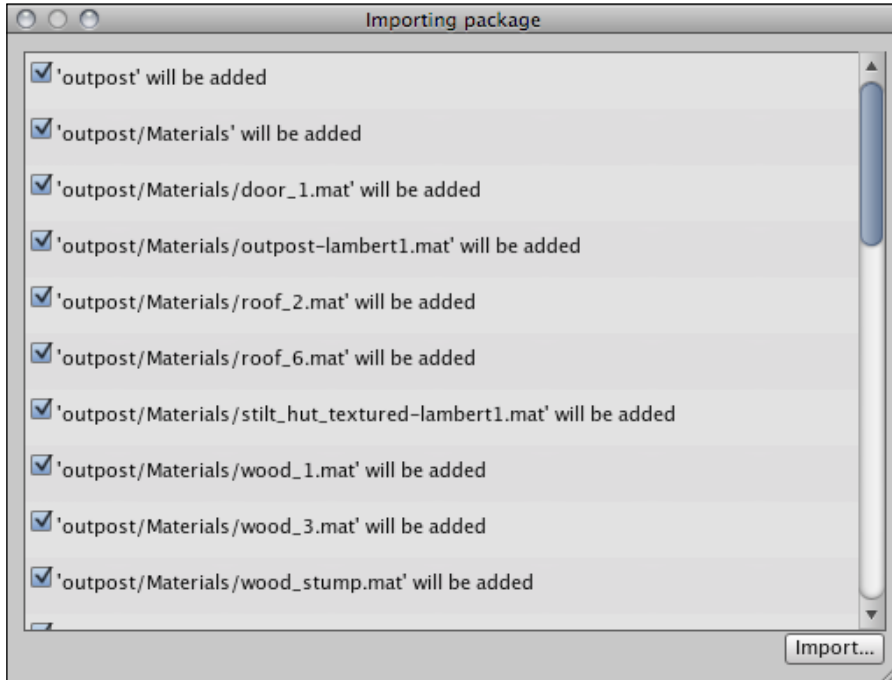 Importing package
'outpost' will be added
'outpost/Materials' will be added
'outpost/Materials/door_1.mat' will be added
'outpost/Materials/outpost-lambert1.mat' will be added
'outpost/Materials/roof_2.mat' will be added
'outpost/Materials/roof_6.mat' will be added
'outpost/Materials/stilt_hut_textured-lambert1.mat' will be added
'outpost/Materials/wood_1.mat' will be added
'outpost/Materials/wood_3.mat' will be added
'outpost/Materials/wood_stump.mat' will be added
Import...